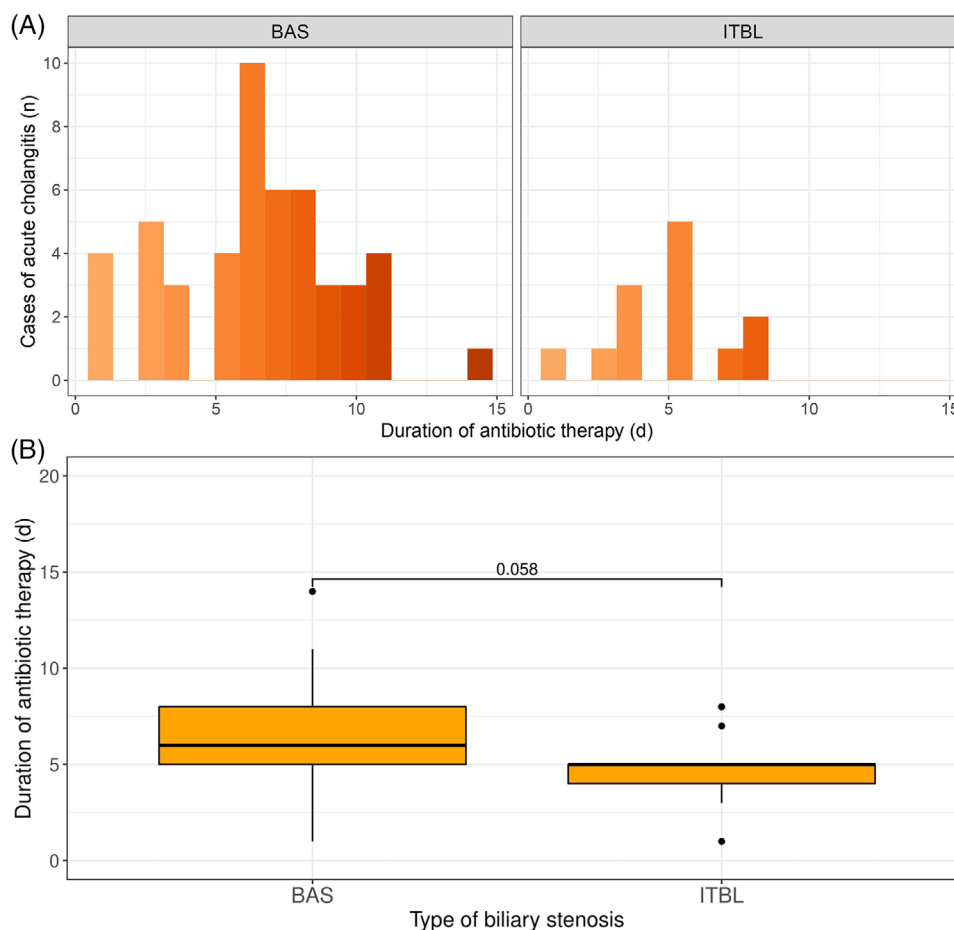 (A)
BAS
ITBL
Cases of acute cholangitis (n)
10
8
6
4
2
0
0 5 10 15 0 5 10 15
Duration of antibiotic therapy (d)
(B)
Duration of antibiotic therapy (d)
20
15
10
5
0
0.058
BAS ITBL
Type of biliary stenosis